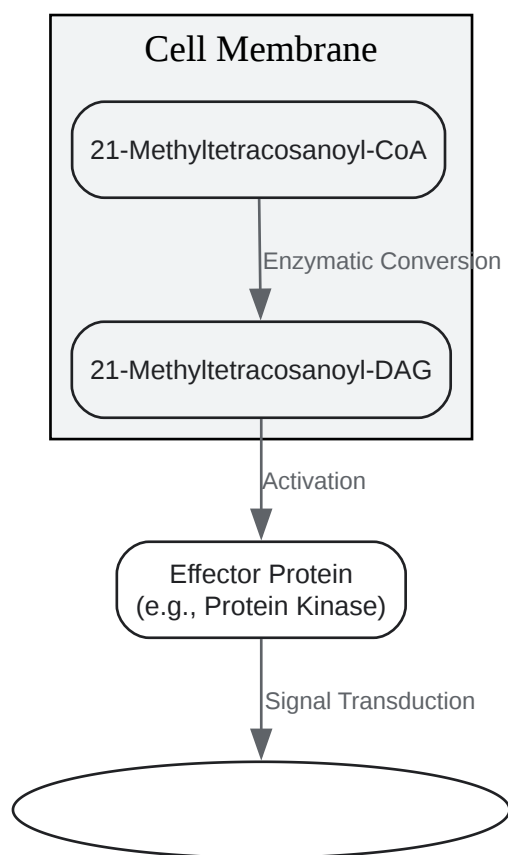 Cell Membrane
21-Methyltetracosanoyl-CoA
Enzymatic Conversion
21-Methyltetracosanoyl-DAG
Activation
Effector Protein
(e.g., Protein Kinase)
Signal Transduction